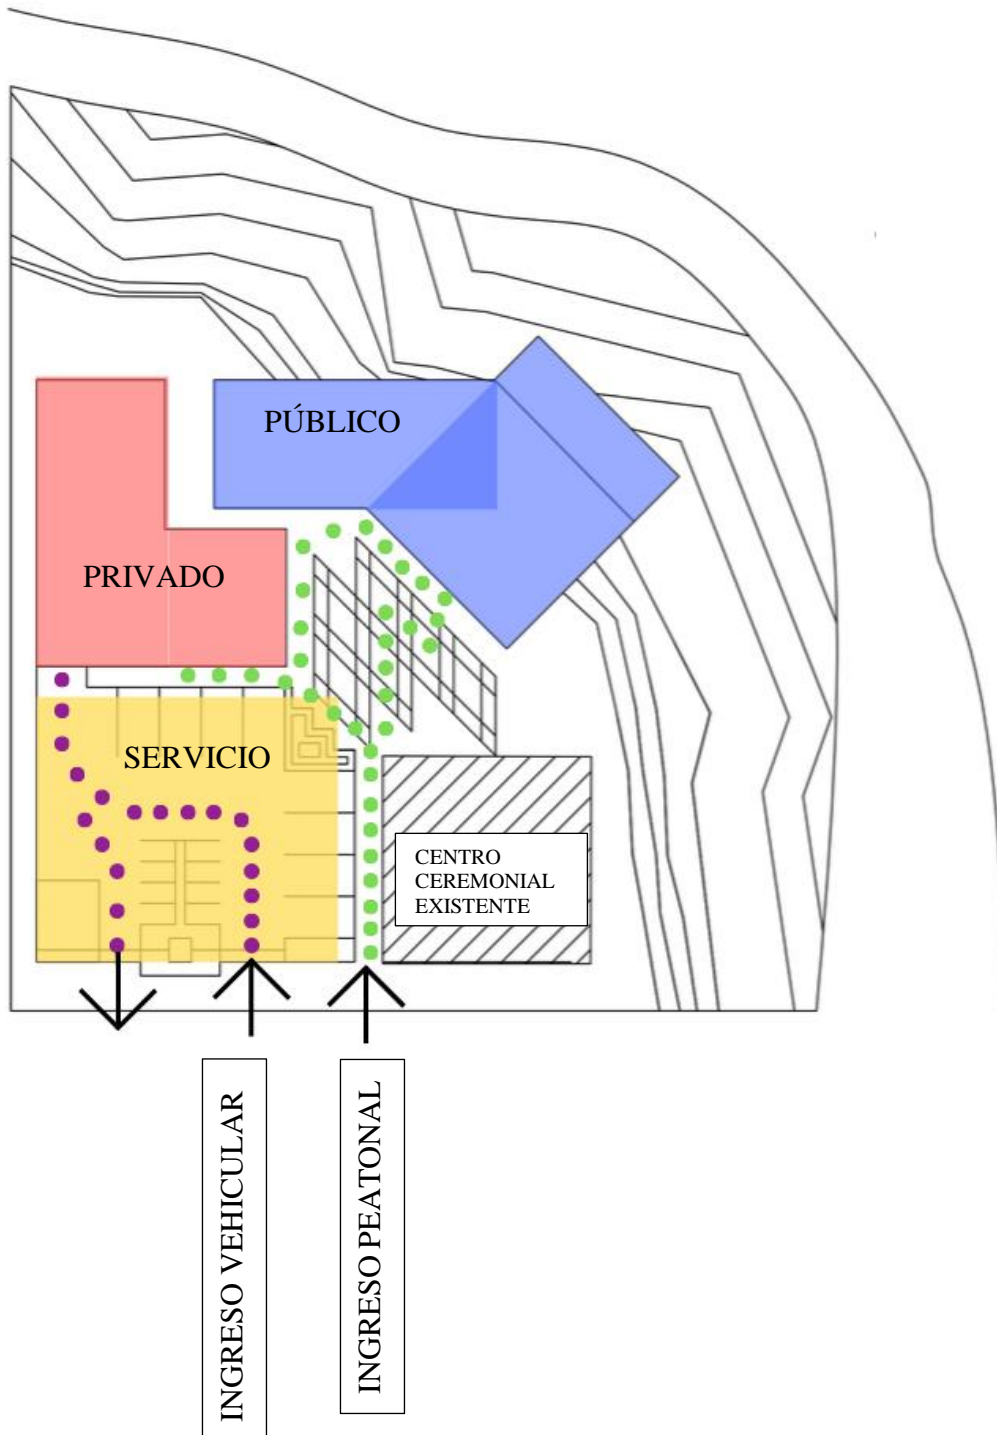 PÚBLICO
PRIVADO
SERVICIO
CENTRO
CEREMONIAL
EXISTENTE
INGRESO VEHICULAR
INGRESO PEATONAL